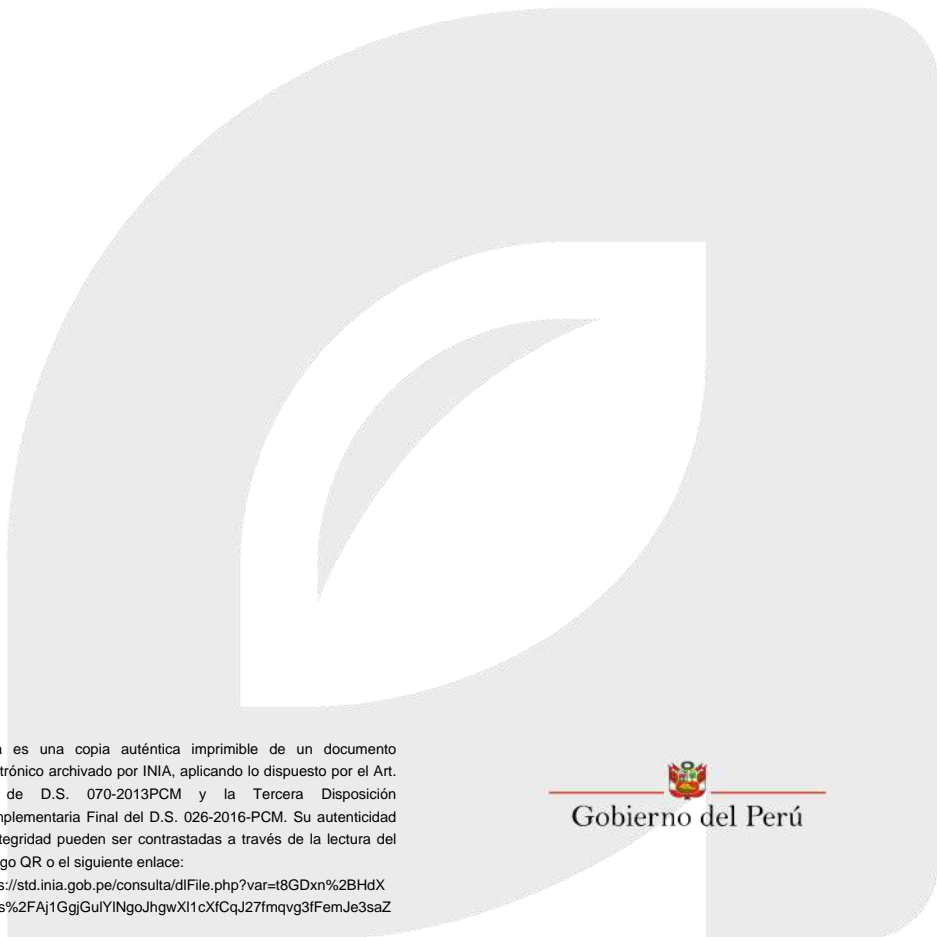 es una copia auténtica imprimible de un documento
trónico archivado por INIA, aplicando lo dispuesto por el Art.
de D.S. 070-2013PCM y la Tercera Disposición
plementaria Final del D.S. 026-2016-PCM. Su autenticidad
tegridad pueden ser contrastadas a través de la lectura del
go QR o el siguiente enlace:
s://std.inia.gob.pe/consulta/dlFile.php?var=t8GDxn%2BHdX
s%2FAj1GgjGulYlNgoJhgwXl1cXfCqJ27fmqvg3fFemJe3saZ
Gobierno del Perú